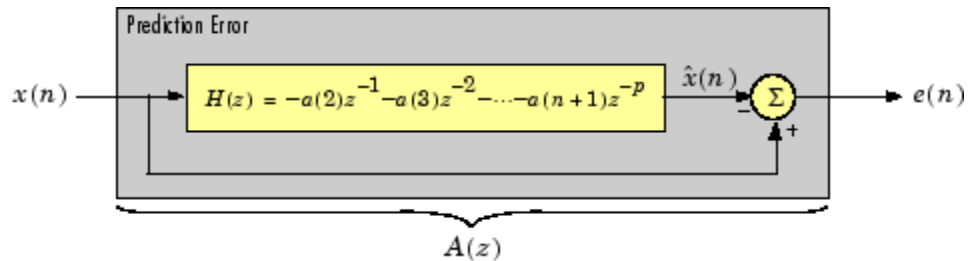 Prediction Error
x(n)
H(z) = −a(2)z⁻¹−a(3)z⁻²−⋯−a(n+1)z⁻ᵖ
x̂(n)
−
Σ
e(n)
+
A(z)